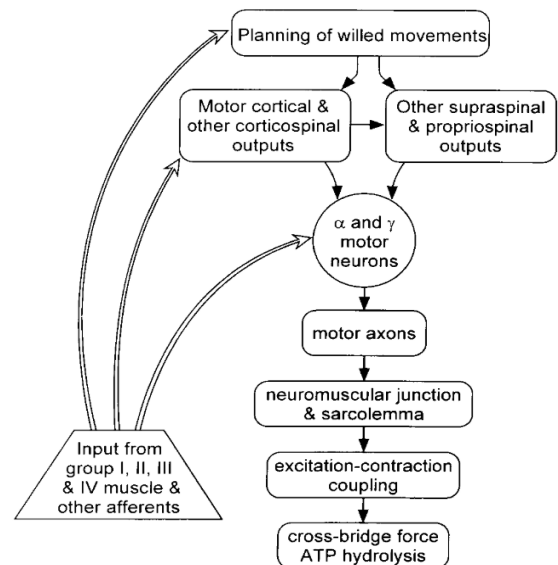 Planning of willed movements
Motor cortical &
other corticospinal
outputs
Other supraspinal
& propriospinal
outputs
α and γ
motor
neurons
motor axons
neuromuscular junction
& sarcolemma
Input from
group I, II, III
& IV muscle &
other afferents
excitation-contraction
coupling
cross-bridge force
ATP hydrolysis